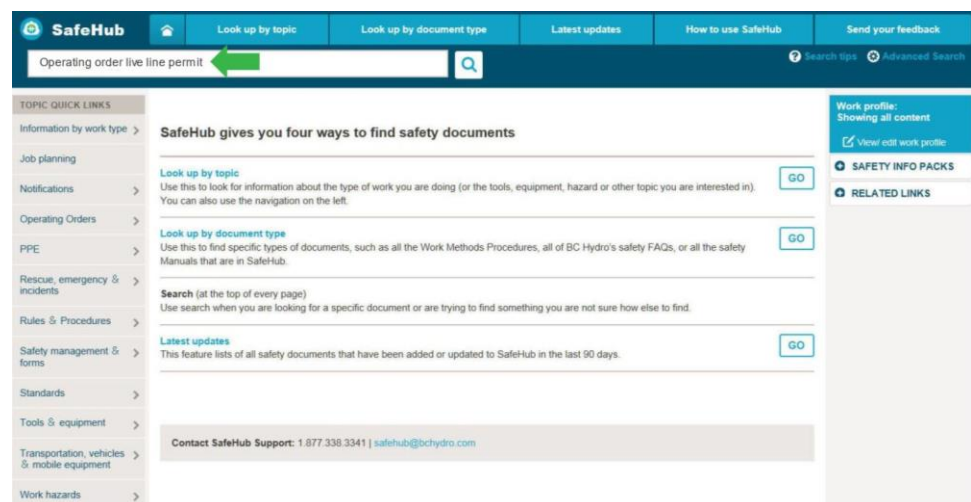 SafeHub
Look up by topic
Look up by document type
Latest updates
How to use SafeHub
Send your feedback
Operating order live line permit
Search tips
Advanced Search
TOPIC QUICK LINKS
Information by work type
Job planning
Notifications
Operating Orders
PPE
Rescue, emergency &
incidents
Rules & Procedures
Safety management &
forms
Standards
Tools & equipment
Transportation, vehicles
& mobile equipment
Work hazards
SafeHub gives you four ways to find safety documents
Look up by topic
GO
Use this to look for information about the type of work you are doing (or the tools, equipment, hazard or other topic you are interested in).
You can also use the navigation on the left.
Look up by document type
GO
Use this to find specific types of documents, such as all the Work Methods Procedures, all of BC Hydro's safety FAQs, or all the safety
Manuals that are in SafeHub.
Search (at the top of every page)
Use search when you are looking for a specific document or are trying to find something you are not sure how else to find.
Latest updates
GO
This feature lists of all safety documents that have been added or updated to SafeHub in the last 90 days.
Contact SafeHub Support: 1.877.338.3341 | safehub@bchydro.com
Work profile:
Showing all content
View/ edit work profile
SAFETY INFO PACKS
RELATED LINKS